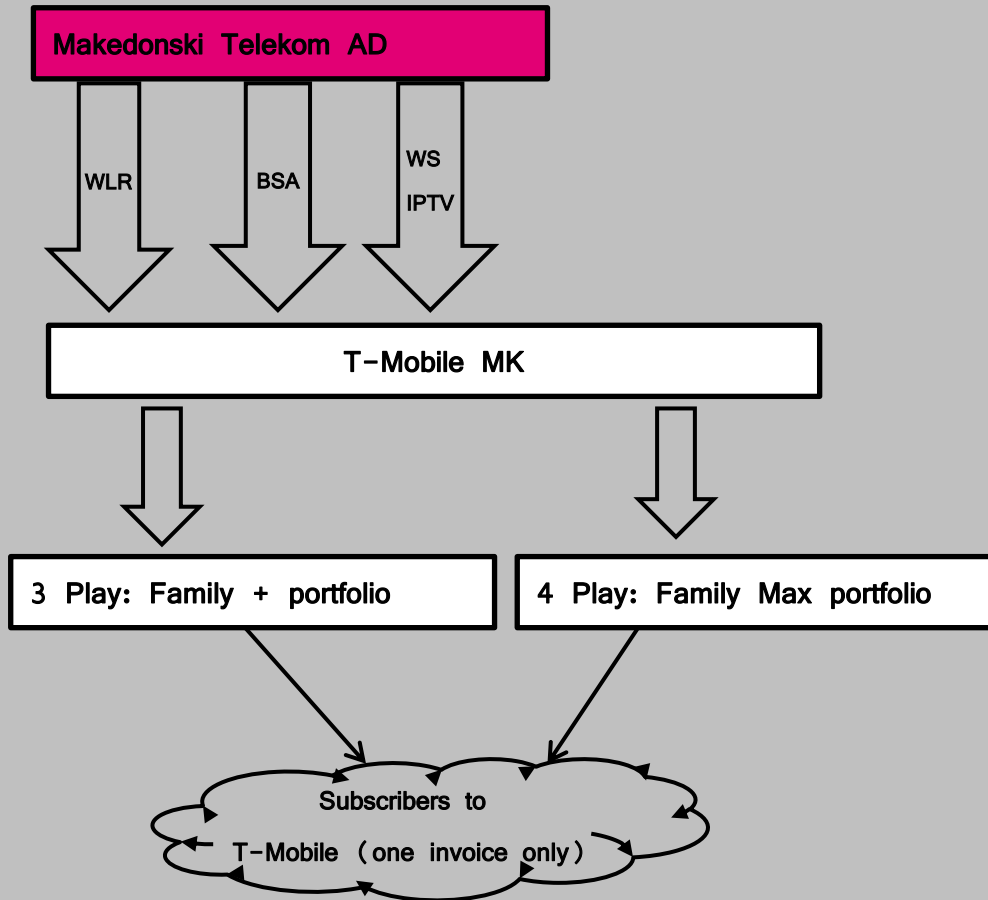 Makedonski Telekom AD
WLR
BSA
WS
IPTV
T-Mobile MK
3 Play: Family + portfolio
4 Play: Family Max portfolio
Subscribers to
T-Mobile (one invoice only)